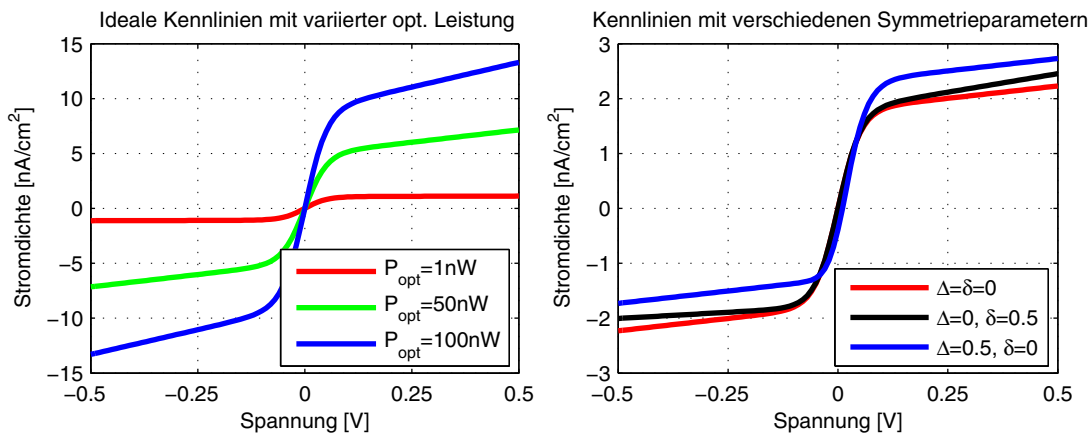 Ideale Kennlinien mit variierter opt. Leistung
Stromdichte [nA/cm²]
15
10
5
0
−5
−10
−15
−0.5
−0.25
0
0.25
0.5
Spannung [V]
P_opt=1nW
P_opt=50nW
P_opt=100nW
Kennlinien mit verschiedenen Symmetrieparametern
Stromdichte [nA/cm²]
3
2
1
0
−1
−2
−3
−0.5
−0.25
0
0.25
0.5
Spannung [V]
Δ=δ=0
Δ=0, δ=0.5
Δ=0.5, δ=0